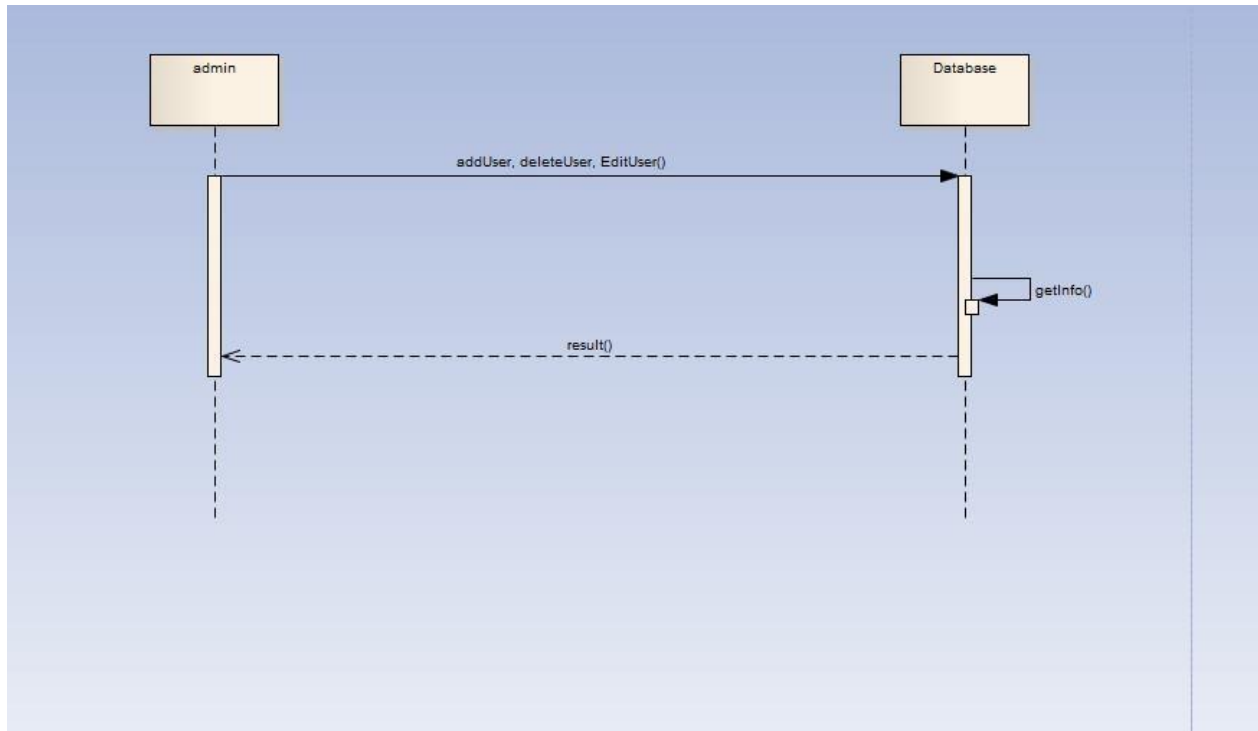 admin
Database
addUser, deleteUser, EditUser()
getInfo()
result()